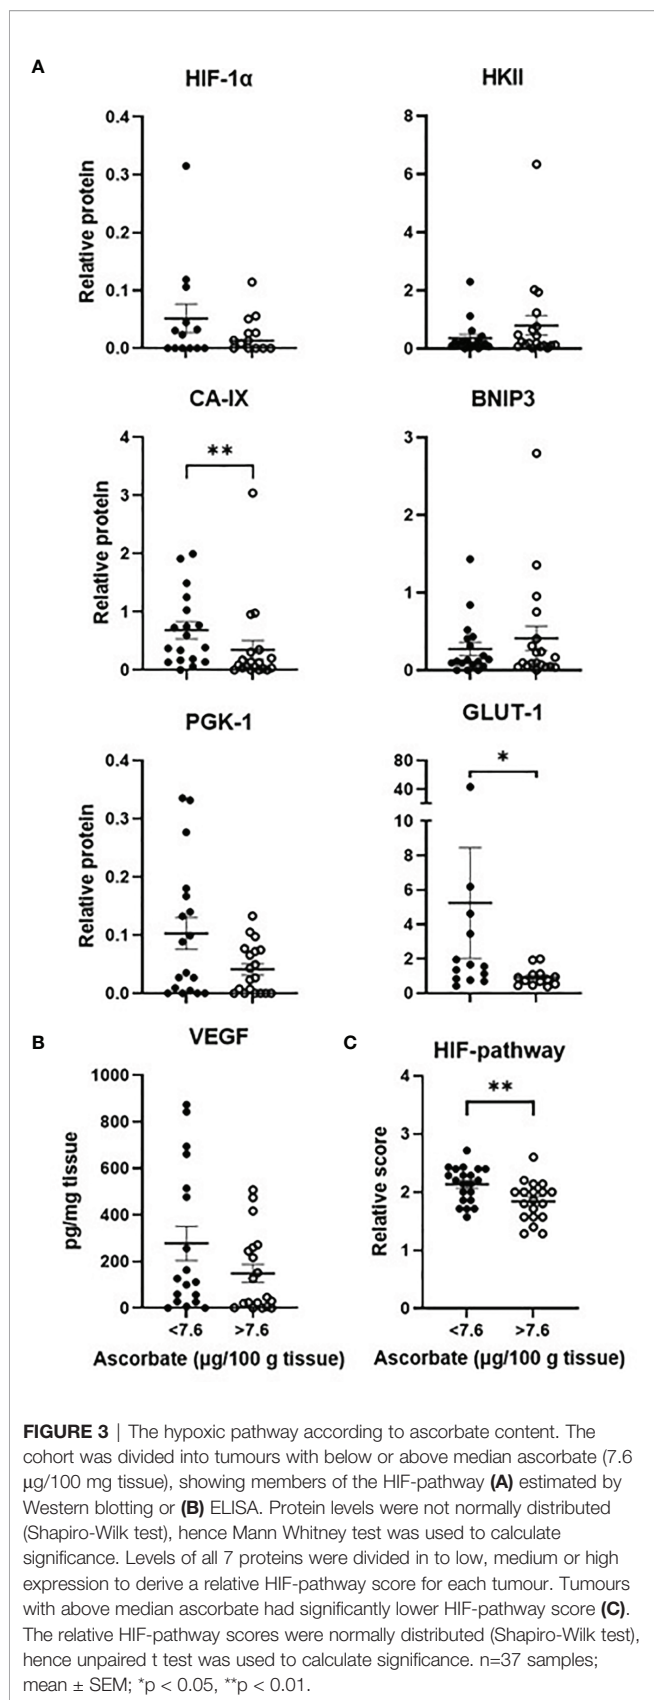 A
HIF-1α
HKII
Relative protein
0.4
0.3
0.2
0.1
0.0
8
6
4
2
0
CA-IX
BNIP3
Relative protein
4
3
2
1
0
**
3
2
1
0
PGK-1
GLUT-1
Relative protein
0.4
0.3
0.2
0.1
0.0
80
40
10
8
6
4
2
0
*
B
VEGF
pg/mg tissue
1000
800
600
400
200
0
<7.6 >7.6
Ascorbate (µg/100 g tissue)
C
HIF-pathway
Relative score
4
3
2
1
0
**
<7.6 >7.6
Ascorbate (µg/100 g tissue)
FIGURE 3 | The hypoxic pathway according to ascorbate content. The
cohort was divided into tumours with below or above median ascorbate (7.6
µg/100 mg tissue), showing members of the HIF-pathway (A) estimated by
Western blotting or (B) ELISA. Protein levels were not normally distributed
(Shapiro-Wilk test), hence Mann Whitney test was used to calculate
significance. Levels of all 7 proteins were divided in to low, medium or high
expression to derive a relative HIF-pathway score for each tumour. Tumours
with above median ascorbate had significantly lower HIF-pathway score (C).
The relative HIF-pathway scores were normally distributed (Shapiro-Wilk test),
hence unpaired t test was used to calculate significance. n=37 samples;
mean ± SEM; *p < 0.05, **p < 0.01.